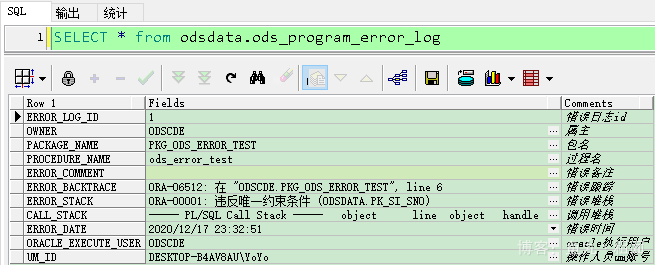 SQL 输出 统计
1 SELECT * from odsdata.ods_program_error_log
Row 1 Fields Comments
ERROR_LOG_ID 1 错误日志id
OWNER ODSCDE ... 属主
PACKAGE_NAME PKG_ODS_ERROR_TEST ... 包名
PROCEDURE_NAME ods_error_test ... 过程名
ERROR_COMMENT ... 错误备注
ERROR_BACKTRACE ORA-06512: 在 "ODSCDE.PKG_ODS_ERROR_TEST", line 6 ... 错误跟踪
ERROR_STACK ORA-00001: 违反唯一约束条件 (ODSDATA.PK_SI_SNO) ... 错误堆栈
CALL_STACK ----- PL/SQL Call Stack ----- object line object handle ... 调用堆栈
ERROR_DATE 2020/12/17 23:32:51 错误时间
ORACLE_EXECUTE_USER ODSCDE ... oracle执行用户
UM_ID DESKTOP-B4AV8AU\YoYo ... 操作人员um账号